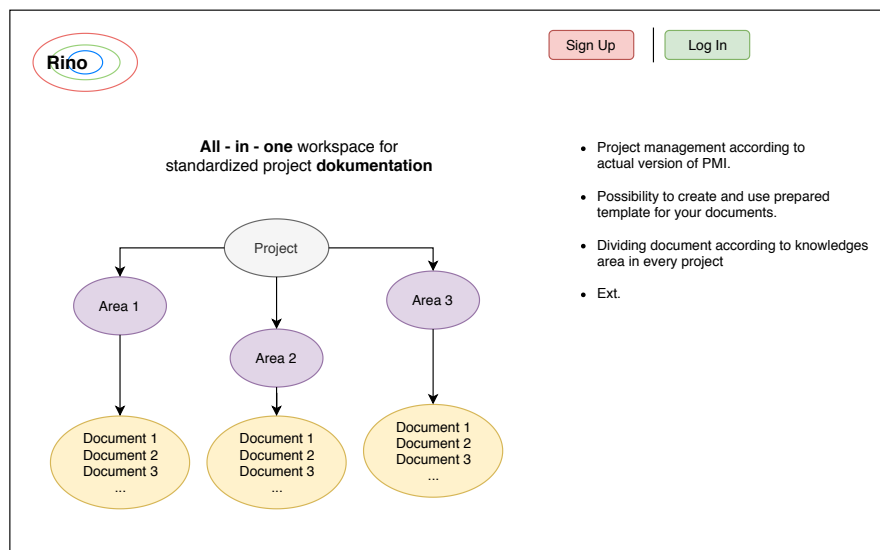 Rino
Sign Up
Log In
All - in - one workspace for
standardized project dokumentation
Project
Area 1
Area 2
Area 3
Document 1
Document 2
Document 3
...
Document 1
Document 2
Document 3
...
Document 1
Document 2
Document 3
...
• Project management according to
actual version of PMI.
• Possibility to create and use prepared
template for your documents.
• Dividing document according to knowledges
area in every project
• Ext.